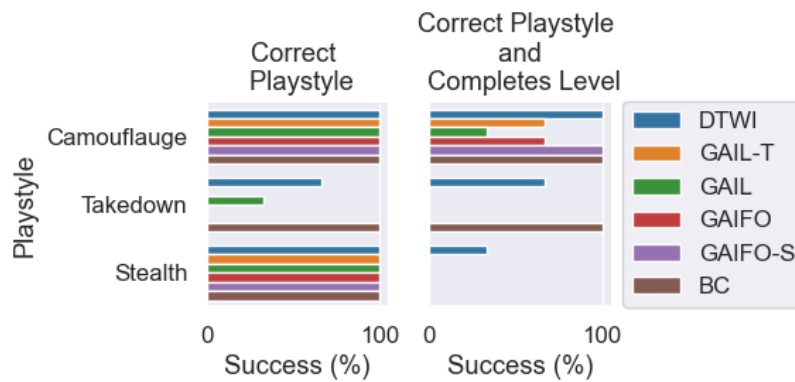 Correct
Playstyle
Correct Playstyle
and
Completes Level
Playstyle
Camouflauge
Takedown
Stealth
0
100
Success (%)
0
100
Success (%)
DTWI
GAIL-T
GAIL
GAIFO
GAIFO-S
BC